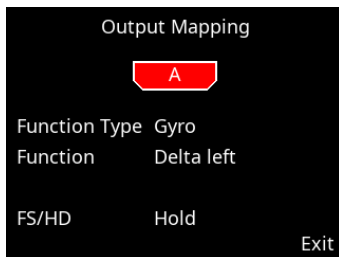 Output Mapping
A
Function Type Gyro
Function Delta left
FS/HD Hold
Exit